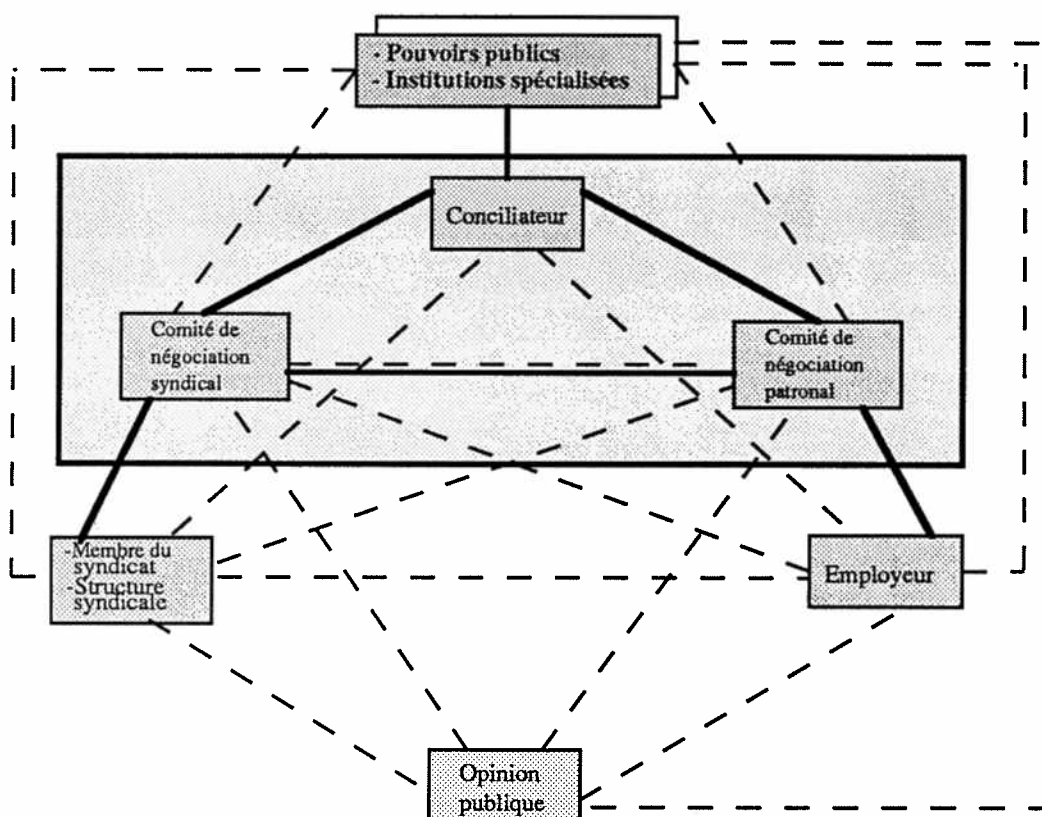 - Pouvoirs publics
- Institutions spécialisées
Conciliateur
Comité de
négociation
syndical
Comité de
négociation
patronal
-Membre du
syndicat
-Structure
syndicale
Employeur
Opinion
publique